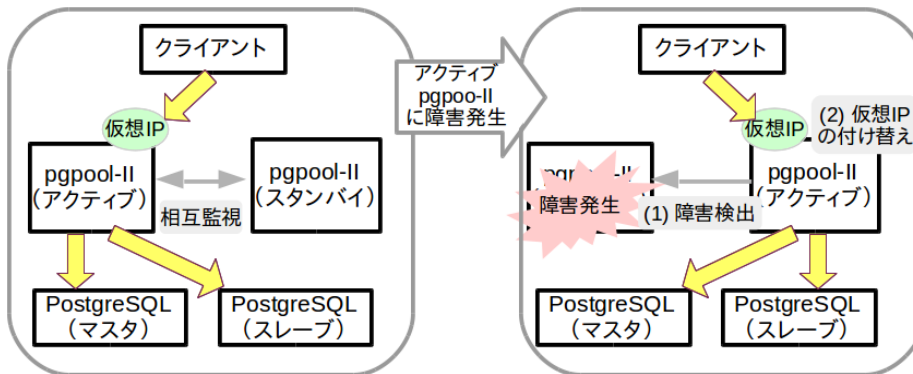 クライアント
仮想IP
pgpool-II
（アクティブ）
pgpool-II
（スタンバイ）
相互監視
PostgreSQL
（マスタ）
PostgreSQL
（スレーブ）
アクティブ
pgpoo-II
に障害発生
クライアント
仮想IP
(2) 仮想IP
の付け替え
障害発生
(1) 障害検出
pgpool-II
（アクティブ）
PostgreSQL
（マスタ）
PostgreSQL
（スレーブ）